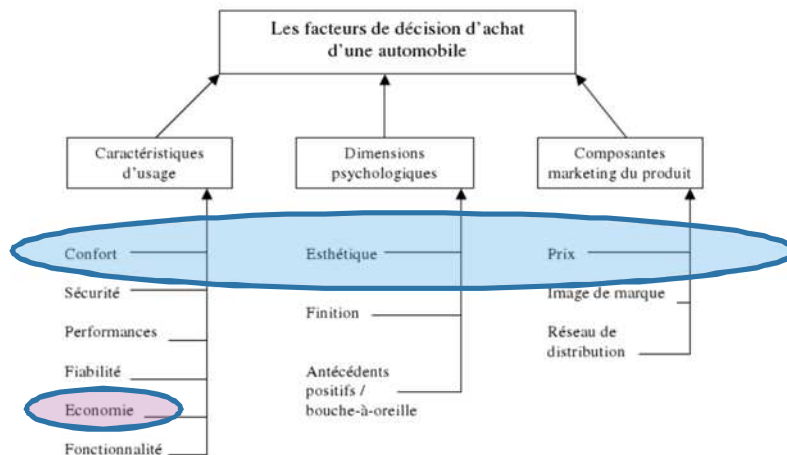 Les facteurs de décision d'achat
d'une automobile
Caractéristiques
d'usage
Dimensions
psychologiques
Composantes
marketing du produit
Confort
Esthétique
Prix
Sécurité
Image de marque
Finition
Performances
Réseau de
distribution
Fiabilité
Antécédents
positifs /
bouche-à-oreille
Economie
Fonctionnalité